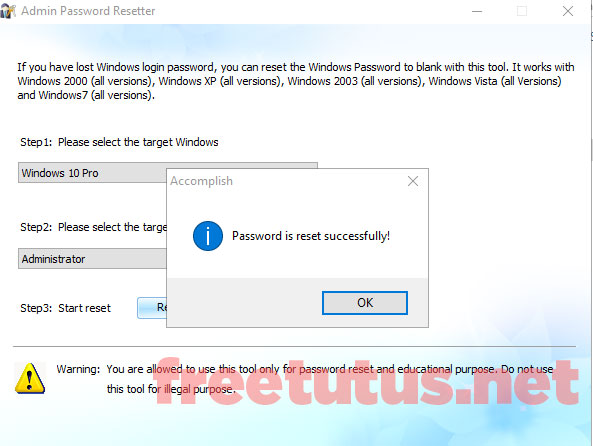 Admin Password Resetter
If you have lost Windows login password, you can reset the Windows Password to blank with this tool. It works with
Windows 2000 (all versions), Windows XP (all versions), Windows 2003 (all versions), Windows Vista (all Versions)
and Windows7 (all versions).
Step1: Please select the target Windows
Windows 10 Pro
Accomplish
Password is reset successfully!
OK
Step2: Please select the targe
Administrator
Step3: Start reset
Re
Warning: You are allowed to use this tool only for password reset and educational purpose. Do not use
this tool for illegal purpose.
freetutus.net